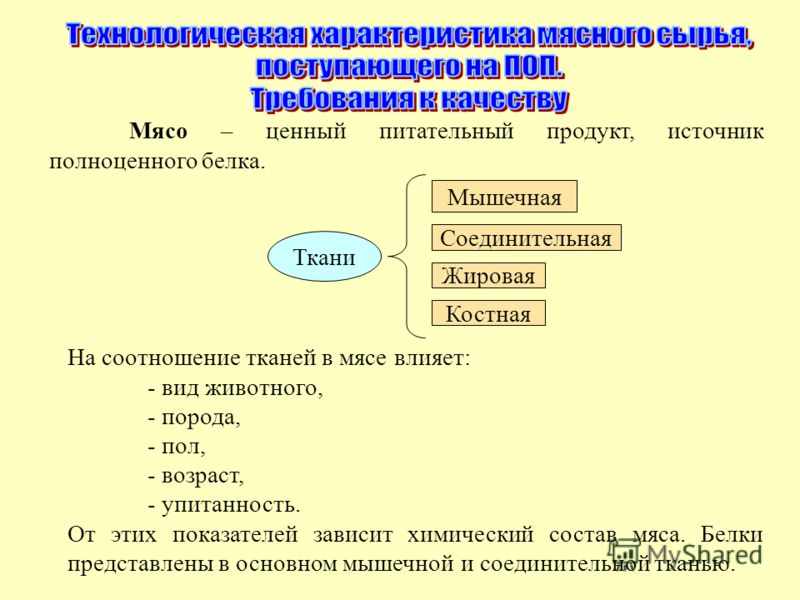 Технологическая характеристика мясного сырья,
поступающего на ПОП.
Требования к качеству
Мясо – ценный питательный продукт, источник
полноценного белка.
Мышечная
Соединительная
Ткани
Жировая
Костная
На соотношение тканей в мясе влияет:
- вид животного,
- порода,
- пол,
- возраст,
- упитанность.
От этих показателей зависит химический состав мяса. Белки
представлены в основном мышечной и соединительной тканью.
MyShared